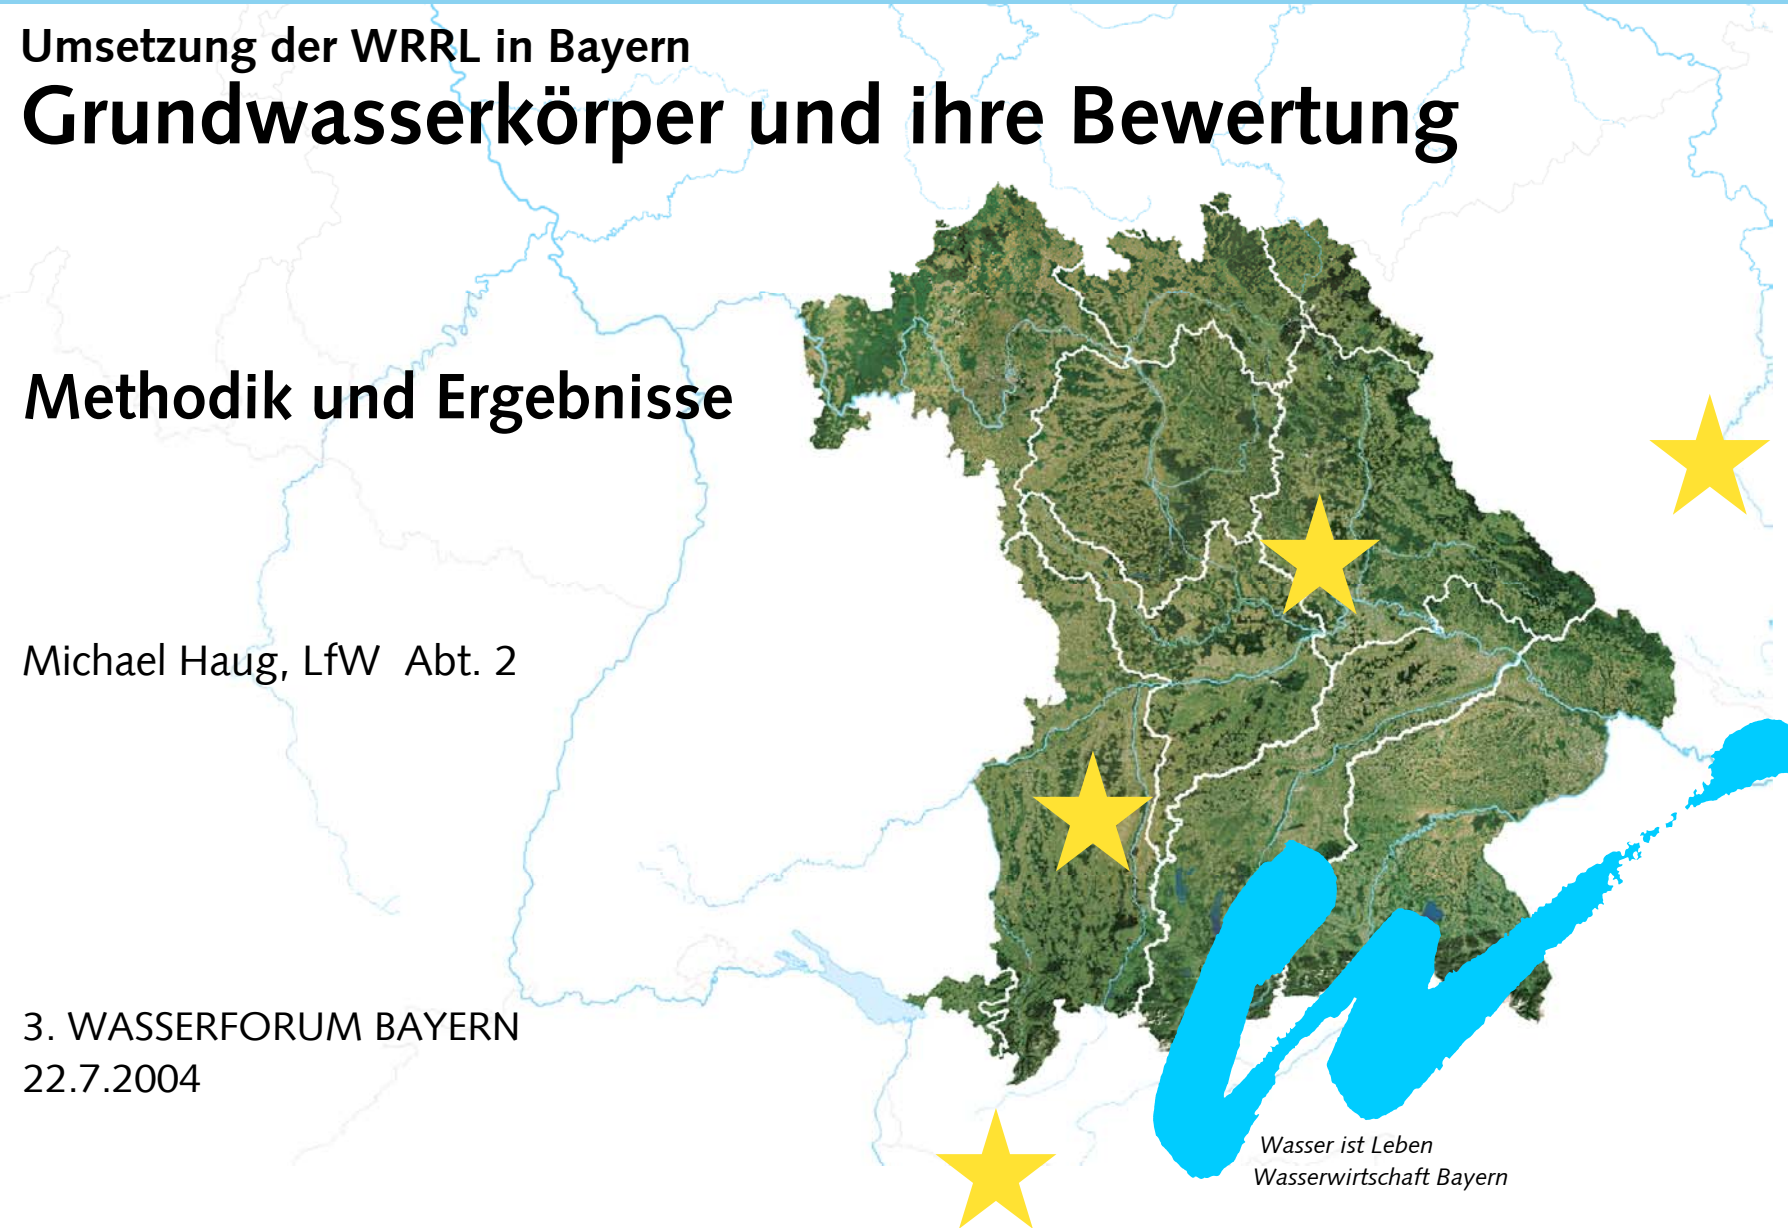 Umsetzung der WRRL in Bayern
Grundwasserkörper und ihre Bewertung
Methodik und Ergebnisse
Michael Haug, LfW Abt. 2
3. WASSERFORUM BAYERN
22.7.2004
Wasser ist Leben
Wasserwirtschaft Bayern